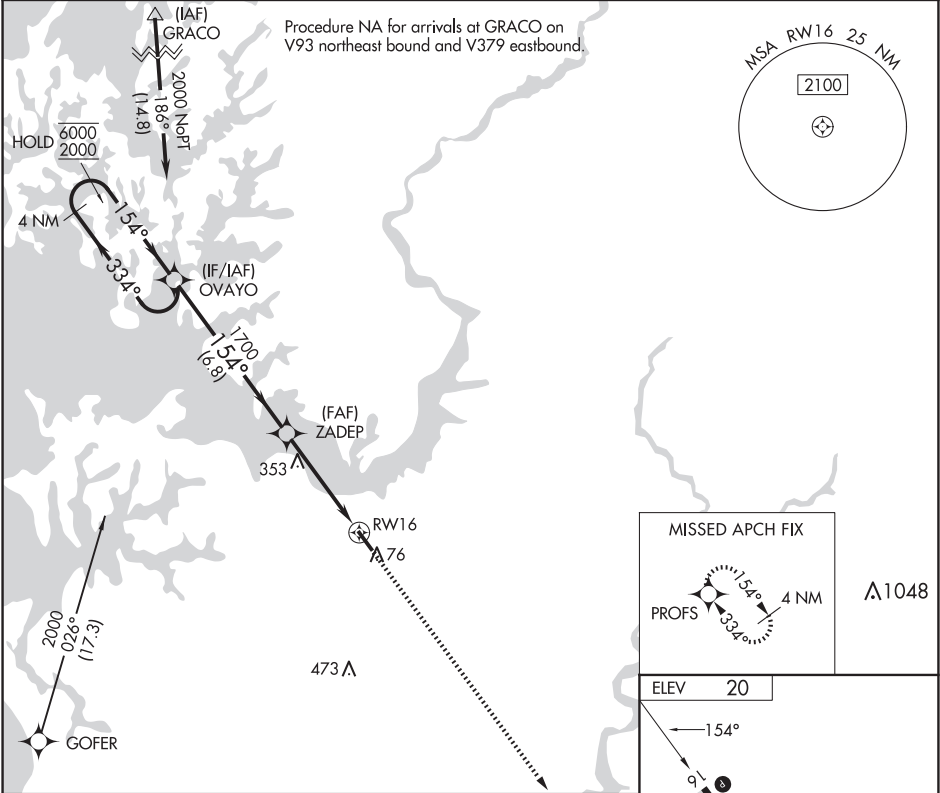 (IAF)
GRACO
Procedure NA for arrivals at GRACO on
V93 northeast bound and V379 eastbound.
MSA RW16 25 NM
2100
2000 NoPT
186°
(14.8)
HOLD 6000
2000
4 NM
154°
334°
(IF/IAF)
OVAYO
1700
154°
(6.8)
(FAF)
ZADEP
353
RW16
76
2000
026°
(17.3)
GOFER
473
MISSED APCH FIX
PROFS
154°
334°
4 NM
1048
ELEV 20
154°
16
P